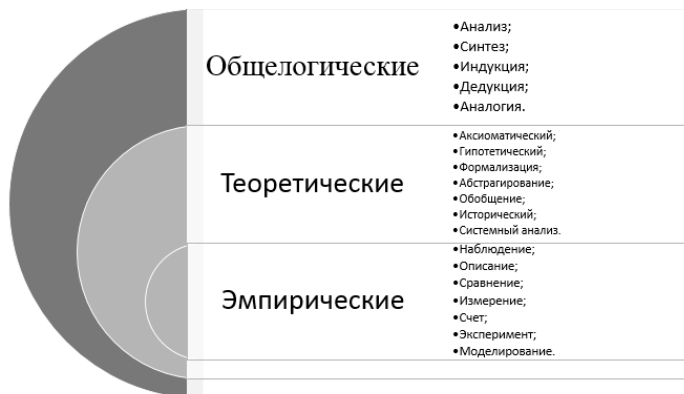 Общелогические
•Анализ;
•Синтез;
•Индукция;
•Дедукция;
•Аналогия.
Теоретические
•Аксиоматический;
•Гипотетический;
•Формализация;
•Абстрагирование;
•Обобщение;
•Исторический;
•Системный анализ.
Эмпирические
•Наблюдение;
•Описание;
•Сравнение;
•Измерение;
•Счет;
•Эксперимент;
•Моделирование.